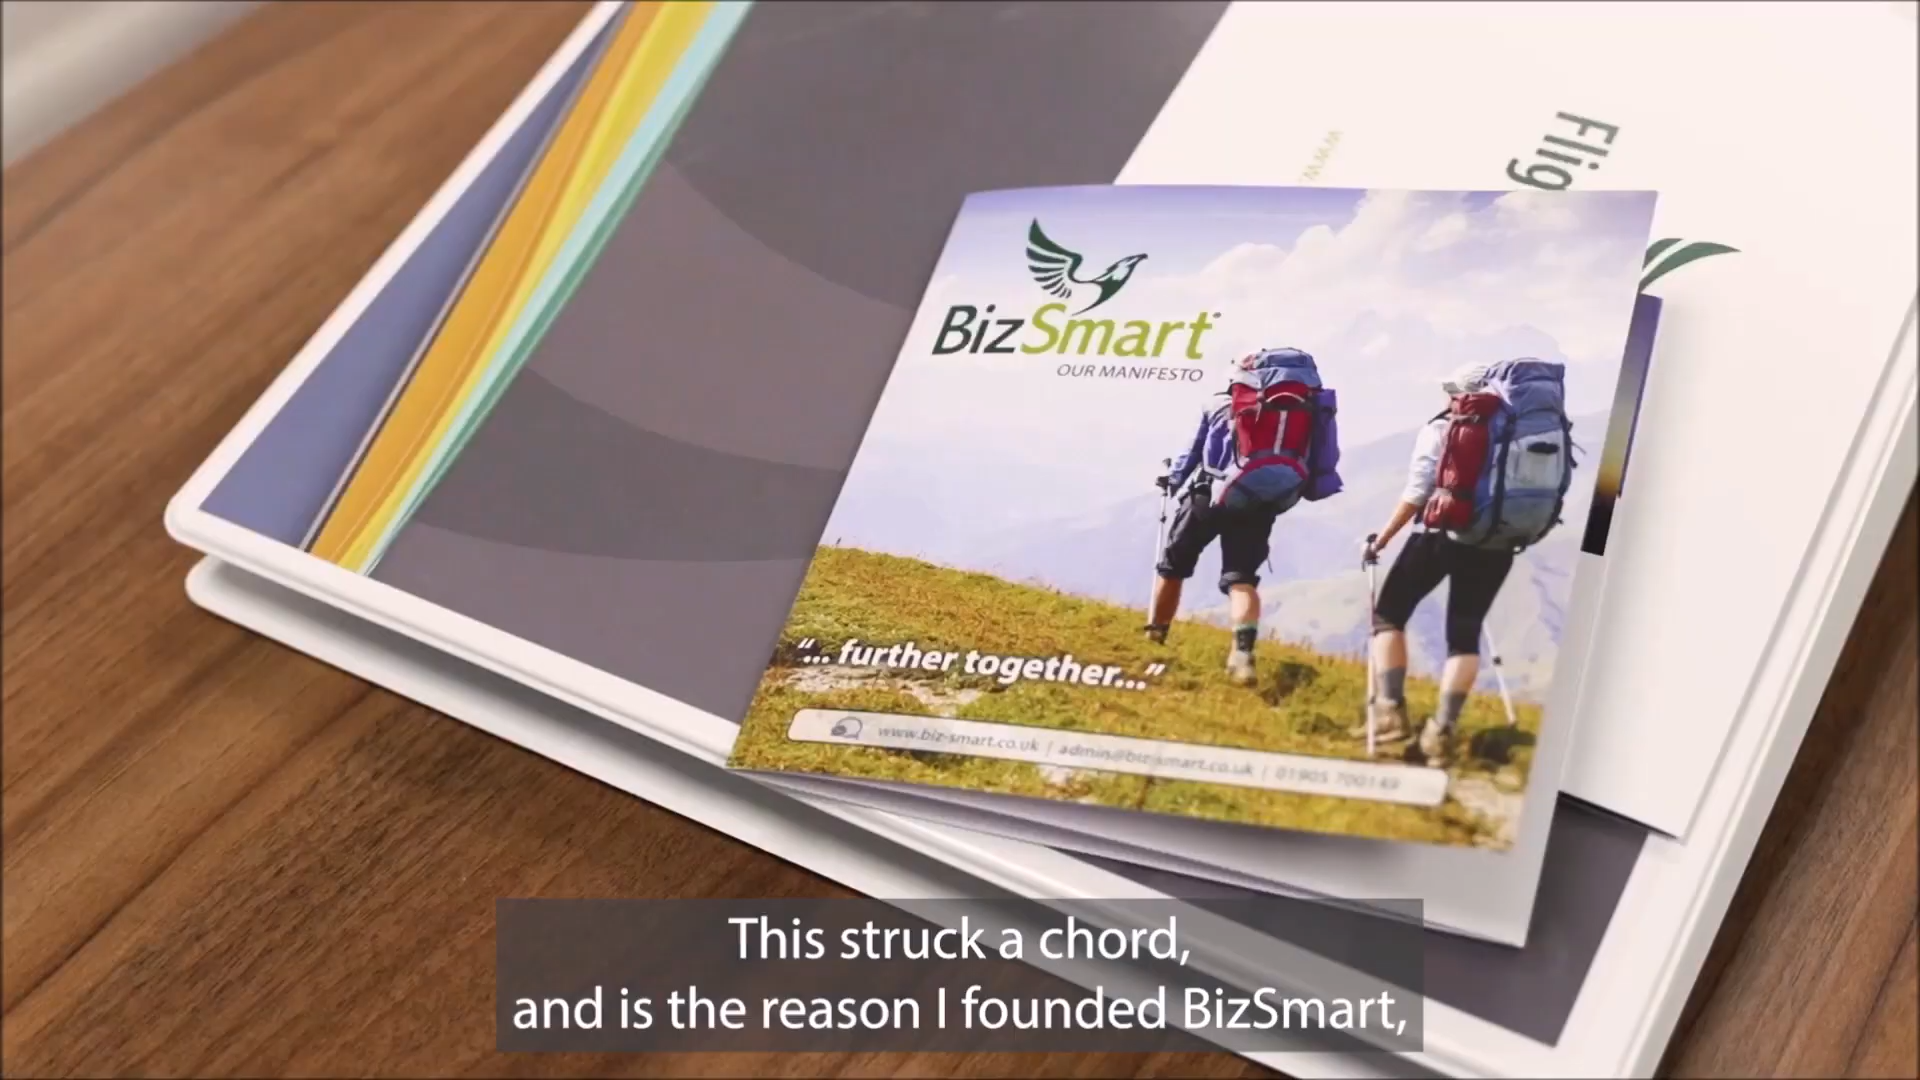 Flig
www.
BizSmart
OUR MANIFESTO
"... further together..."
www.biz-smart.co.uk | admin@biz-smart.co.uk | 01905 700149
This struck a chord,
and is the reason I founded BizSmart,